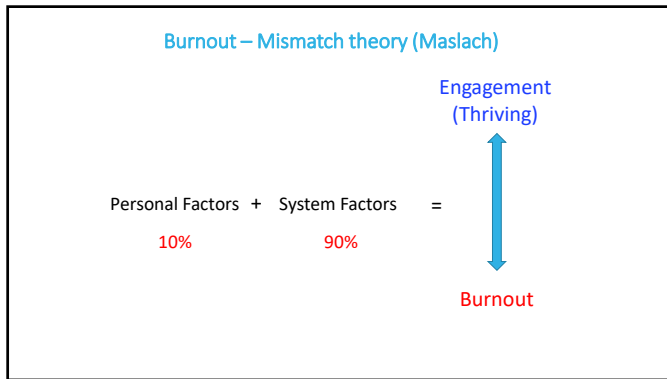 Burnout – Mismatch theory (Maslach)
Engagement
(Thriving)
Personal Factors + System Factors =
10% 90%
Burnout